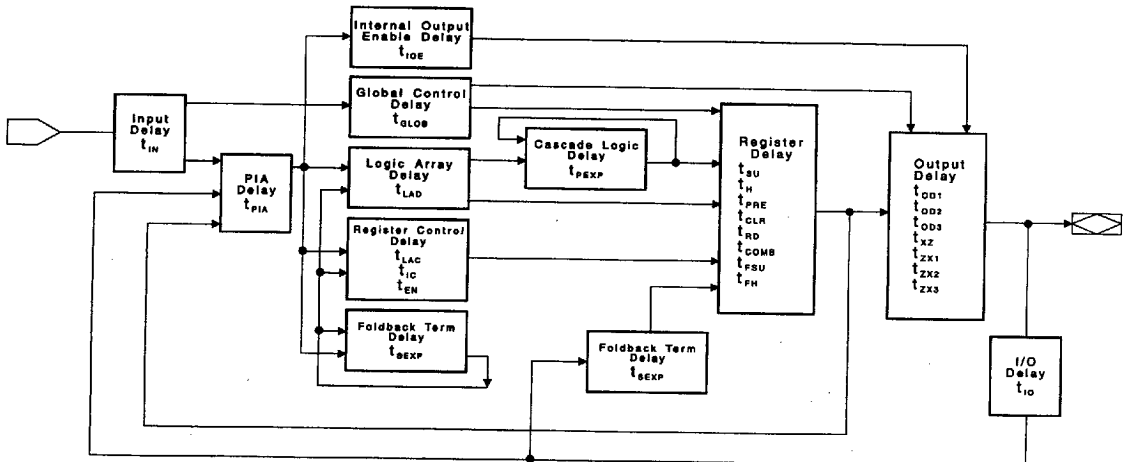 Internal Output
Enable Delay
tIOE
Global Control
Delay
tGLOB
Input
Delay
tIN
PIA
Delay
tPIA
Logic Array
Delay
tLAD
Cascade Logic
Delay
tPEXP
Register Control
Delay
tLAC
tIC
tEN
Foldback Term
Delay
tSEXP
Foldback Term
Delay
tSEXP
Register
Delay
tSU
tH
tPRE
tCLR
tRD
tCOMB
tFSU
tFH
Output
Delay
tOD1
tOD2
tOD3
tXZ
tZX1
tZX2
tZX3
I/O
Delay
tIO